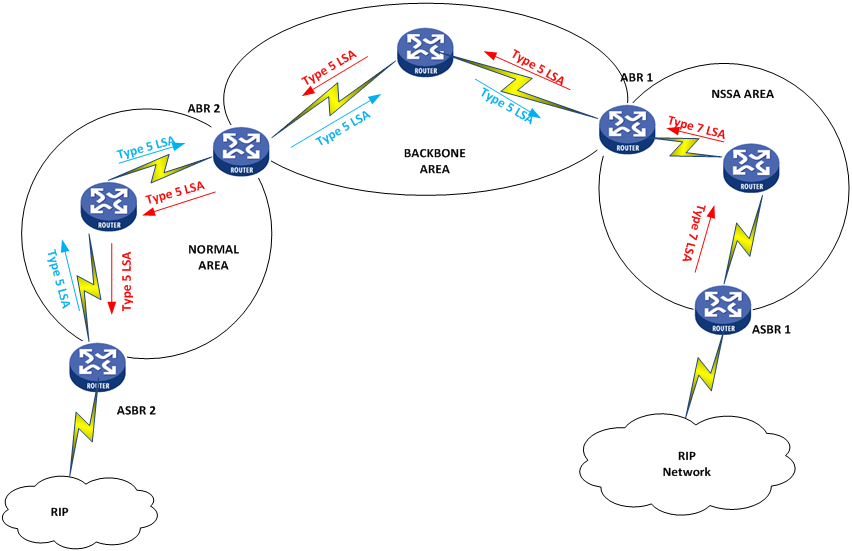 ROUTER
Type 5 LSA
Type 5 LSA
ABR 1
Type 5 LSA
Type 5 LSA
NSSA AREA
ABR 2
Type 7 LSA
ROUTER
ROUTER
ROUTER
Type 5 LSA
BACKBONE
AREA
Type 5 LSA
ROUTER
NORMAL
AREA
Type 5 LSA
Type 5 LSA
Type 7 LSA
ROUTER
ASBR 1
ROUTER
ASBR 2
RIP
Network
RIP